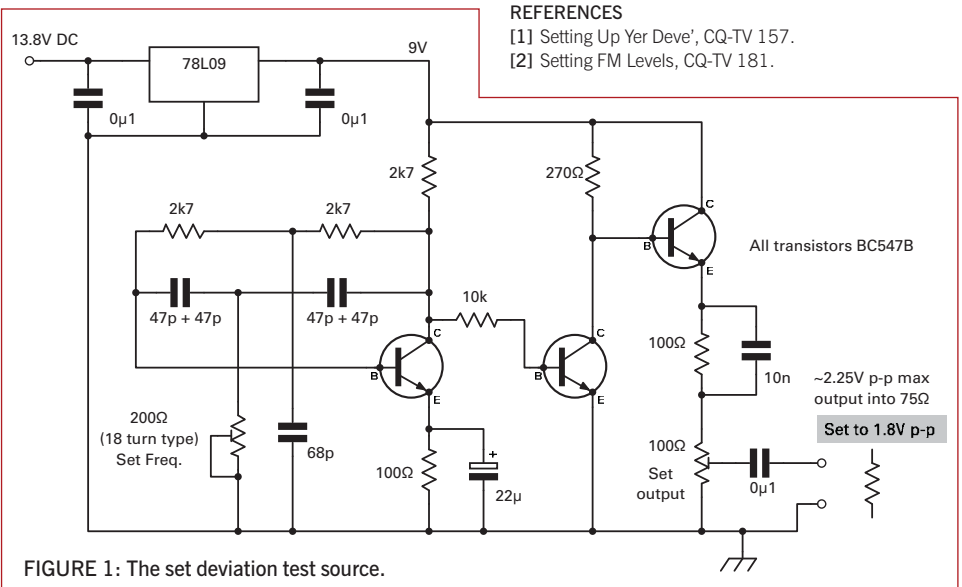 REFERENCES
[1] Setting Up Yer Deve', CQ-TV 157.
[2] Setting FM Levels, CQ-TV 181.
13.8V DC
78L09
9V
0µ1
0µ1
2k7
270Ω
2k7
2k7
C
B
E
All transistors BC547B
47p + 47p
47p + 47p
10k
C
B
E
C
B
E
100Ω
10n
~2.25V p-p max
output into 75Ω
Set to 1.8V p-p
200Ω
(18 turn type)
Set Freq.
68p
100Ω
+
22µ
100Ω
Set
output
0µ1
FIGURE 1: The set deviation test source.